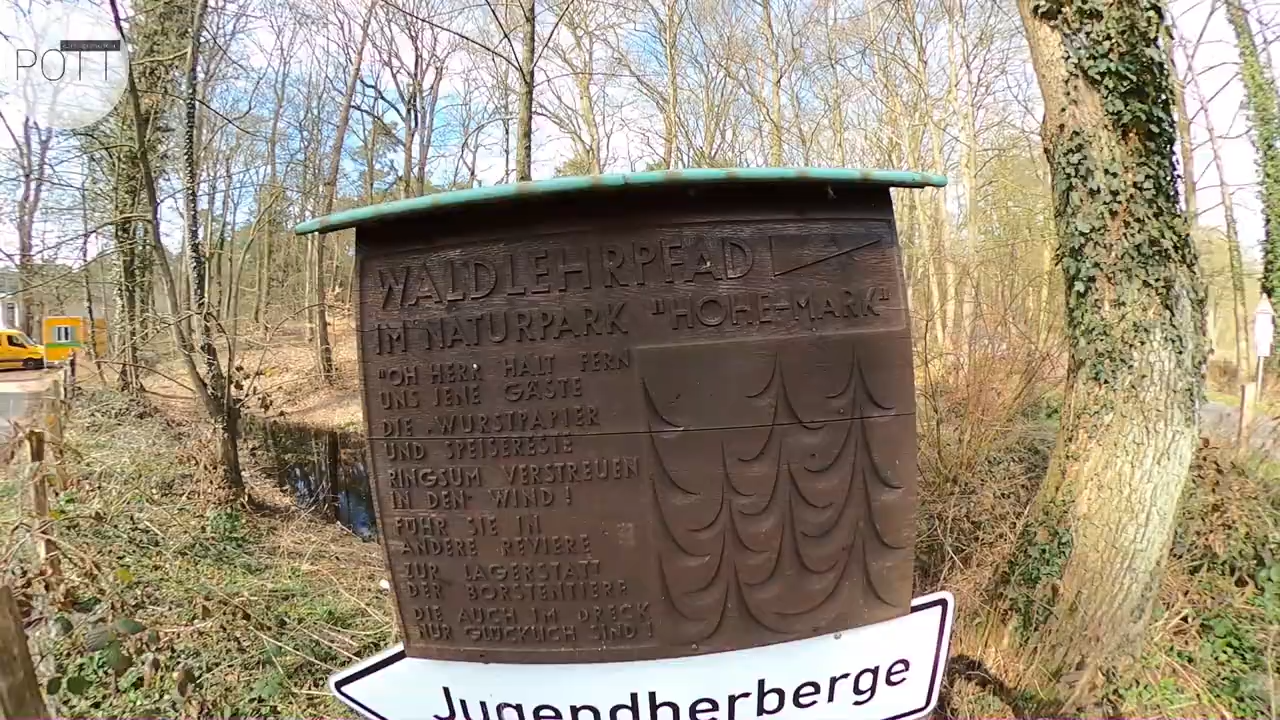 POTT
WALDLEHRPFAD
IM NATURPARK "HOHE-MARK"
"OH HERR HALT FERN
UNS JENE GÄSTE
DIE WURSTPAPIER
UND SPEISERESTE
RINGSUM VERSTREUEN
IN DEN WIND!
FÜHR SIE IN
ANDERE REVIERE
ZUR LAGERSTATT
DER BORSTENTIERE
DIE AUCH IM DRECK
NUR GLÜCKLICH SIND!
Jugendherberge